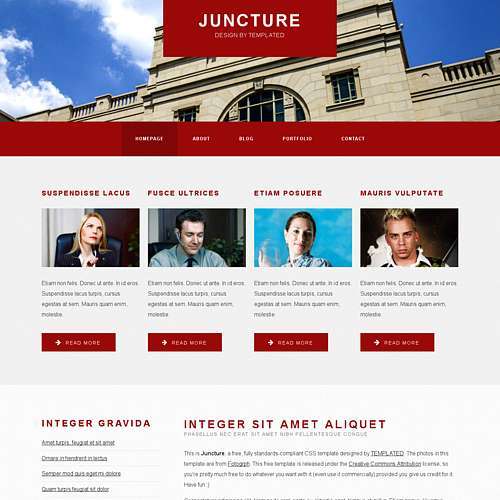 JUNCTURE
DESIGN BY TEMPLATED
HOMEPAGE ABOUT BLOG PORTFOLIO CONTACT
SUSPENDISSE LACUS
Etiam non felis. Donec ut ante. In id eros.
Suspendisse lacus turpis, cursus
egestas at sem. Mauris quam enim,
molestie.
READ MORE
FUSCE ULTRICES
Etiam non felis. Donec ut ante. In id eros.
Suspendisse lacus turpis, cursus
egestas at sem. Mauris quam enim,
molestie.
READ MORE
ETIAM POSUERE
Etiam non felis. Donec ut ante. In id eros.
Suspendisse lacus turpis, cursus
egestas at sem. Mauris quam enim,
molestie.
READ MORE
MAURIS VULPUTATE
Etiam non felis. Donec ut ante. In id eros.
Suspendisse lacus turpis, cursus
egestas at sem. Mauris quam enim,
molestie.
READ MORE
INTEGER GRAVIDA
Amet turpis, feugiat et sit amet
Ornare in hendrerit in lectus
Semper mod quis eget mi dolore
Quam turpis feugiat sit dolor
INTEGER SIT AMET ALIQUET
PHASELLUS NEC ERAT SIT AMET NIBH PELLENTESQUE CONGUE
This is Juncture, a free, fully standards-compliant CSS template designed by TEMPLATED. The photos in this
template are from Fotogrph. This free template is released under the Creative Commons Attribution license, so
you're pretty much free to do whatever you want with it (even use it commercially) provided you give us credit for it.
Have fun :)